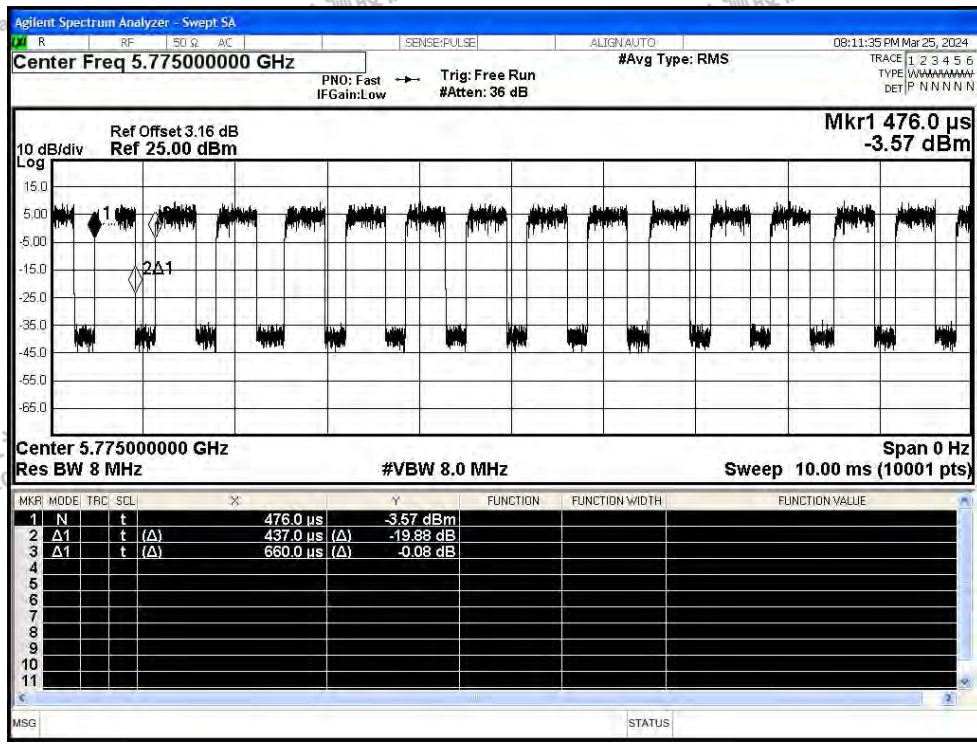 Agilent Spectrum Analyzer - Swept SA
R RF 50 Ω AC SENSE:PULSE ALIGN AUTO 08:11:35 PM Mar 25, 2024
Center Freq 5.775000000 GHz #Avg Type: RMS TRACE 1 2 3 4 5 6
PNO: Fast Trig: Free Run TYPE WWWWWW
IFGain:Low #Atten: 36 dB DET P N N N N N
Mkr1 476.0 µs
Ref Offset 3.16 dB
10 dB/div Ref 25.00 dBm -3.57 dBm
Log
15.0
5.00
-5.00
-15.0
-25.0
-35.0
-45.0
-55.0
-65.0
1
2Δ1
Center 5.775000000 GHz Span 0 Hz
Res BW 8 MHz #VBW 8.0 MHz Sweep 10.00 ms (10001 pts)
MKR MODE TRC SCL X Y FUNCTION FUNCTION WIDTH FUNCTION VALUE
1 N t 476.0 µs -3.57 dBm
2 Δ1 t (Δ) 437.0 µs (Δ) -19.88 dB
3 Δ1 t (Δ) 660.0 µs (Δ) -0.08 dB
4
5
6
7
8
9
10
11
MSG STATUS